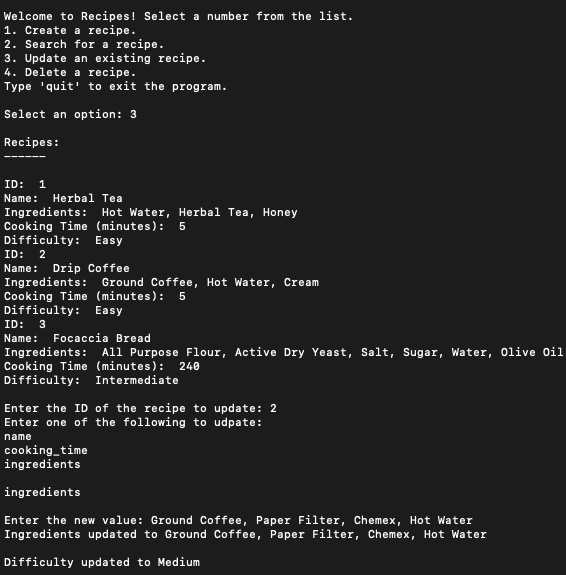 Welcome to Recipes! Select a number from the list.
1. Create a recipe.
2. Search for a recipe.
3. Update an existing recipe.
4. Delete a recipe.
Type 'quit' to exit the program.
Select an option: 3
Recipes:
------
ID:  1
Name:  Herbal Tea
Ingredients:  Hot Water, Herbal Tea, Honey
Cooking Time (minutes):  5
Difficulty:  Easy
ID:  2
Name:  Drip Coffee
Ingredients:  Ground Coffee, Hot Water, Cream
Cooking Time (minutes):  5
Difficulty:  Easy
ID:  3
Name:  Focaccia Bread
Ingredients:  All Purpose Flour, Active Dry Yeast, Salt, Sugar, Water, Olive Oil
Cooking Time (minutes):  240
Difficulty:  Intermediate
Enter the ID of the recipe to update: 2
Enter one of the following to udpate:
name
cooking_time
ingredients
ingredients
Enter the new value: Ground Coffee, Paper Filter, Chemex, Hot Water
Ingredients updated to Ground Coffee, Paper Filter, Chemex, Hot Water
Difficulty updated to Medium